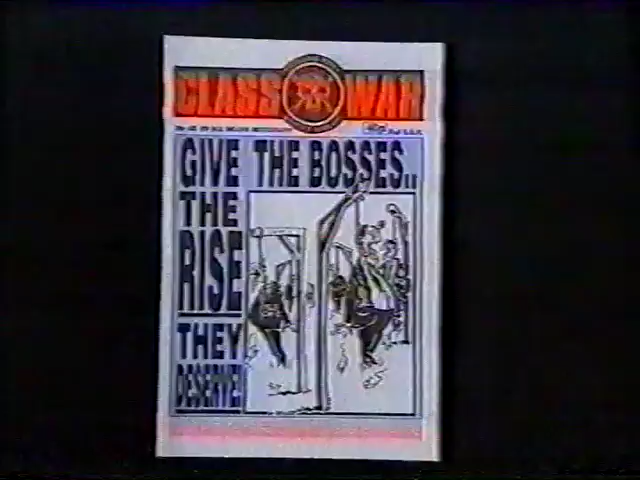 CLASS WAR
GIVE THE BOSSES..
THE
RISE
THEY
DESERVE!